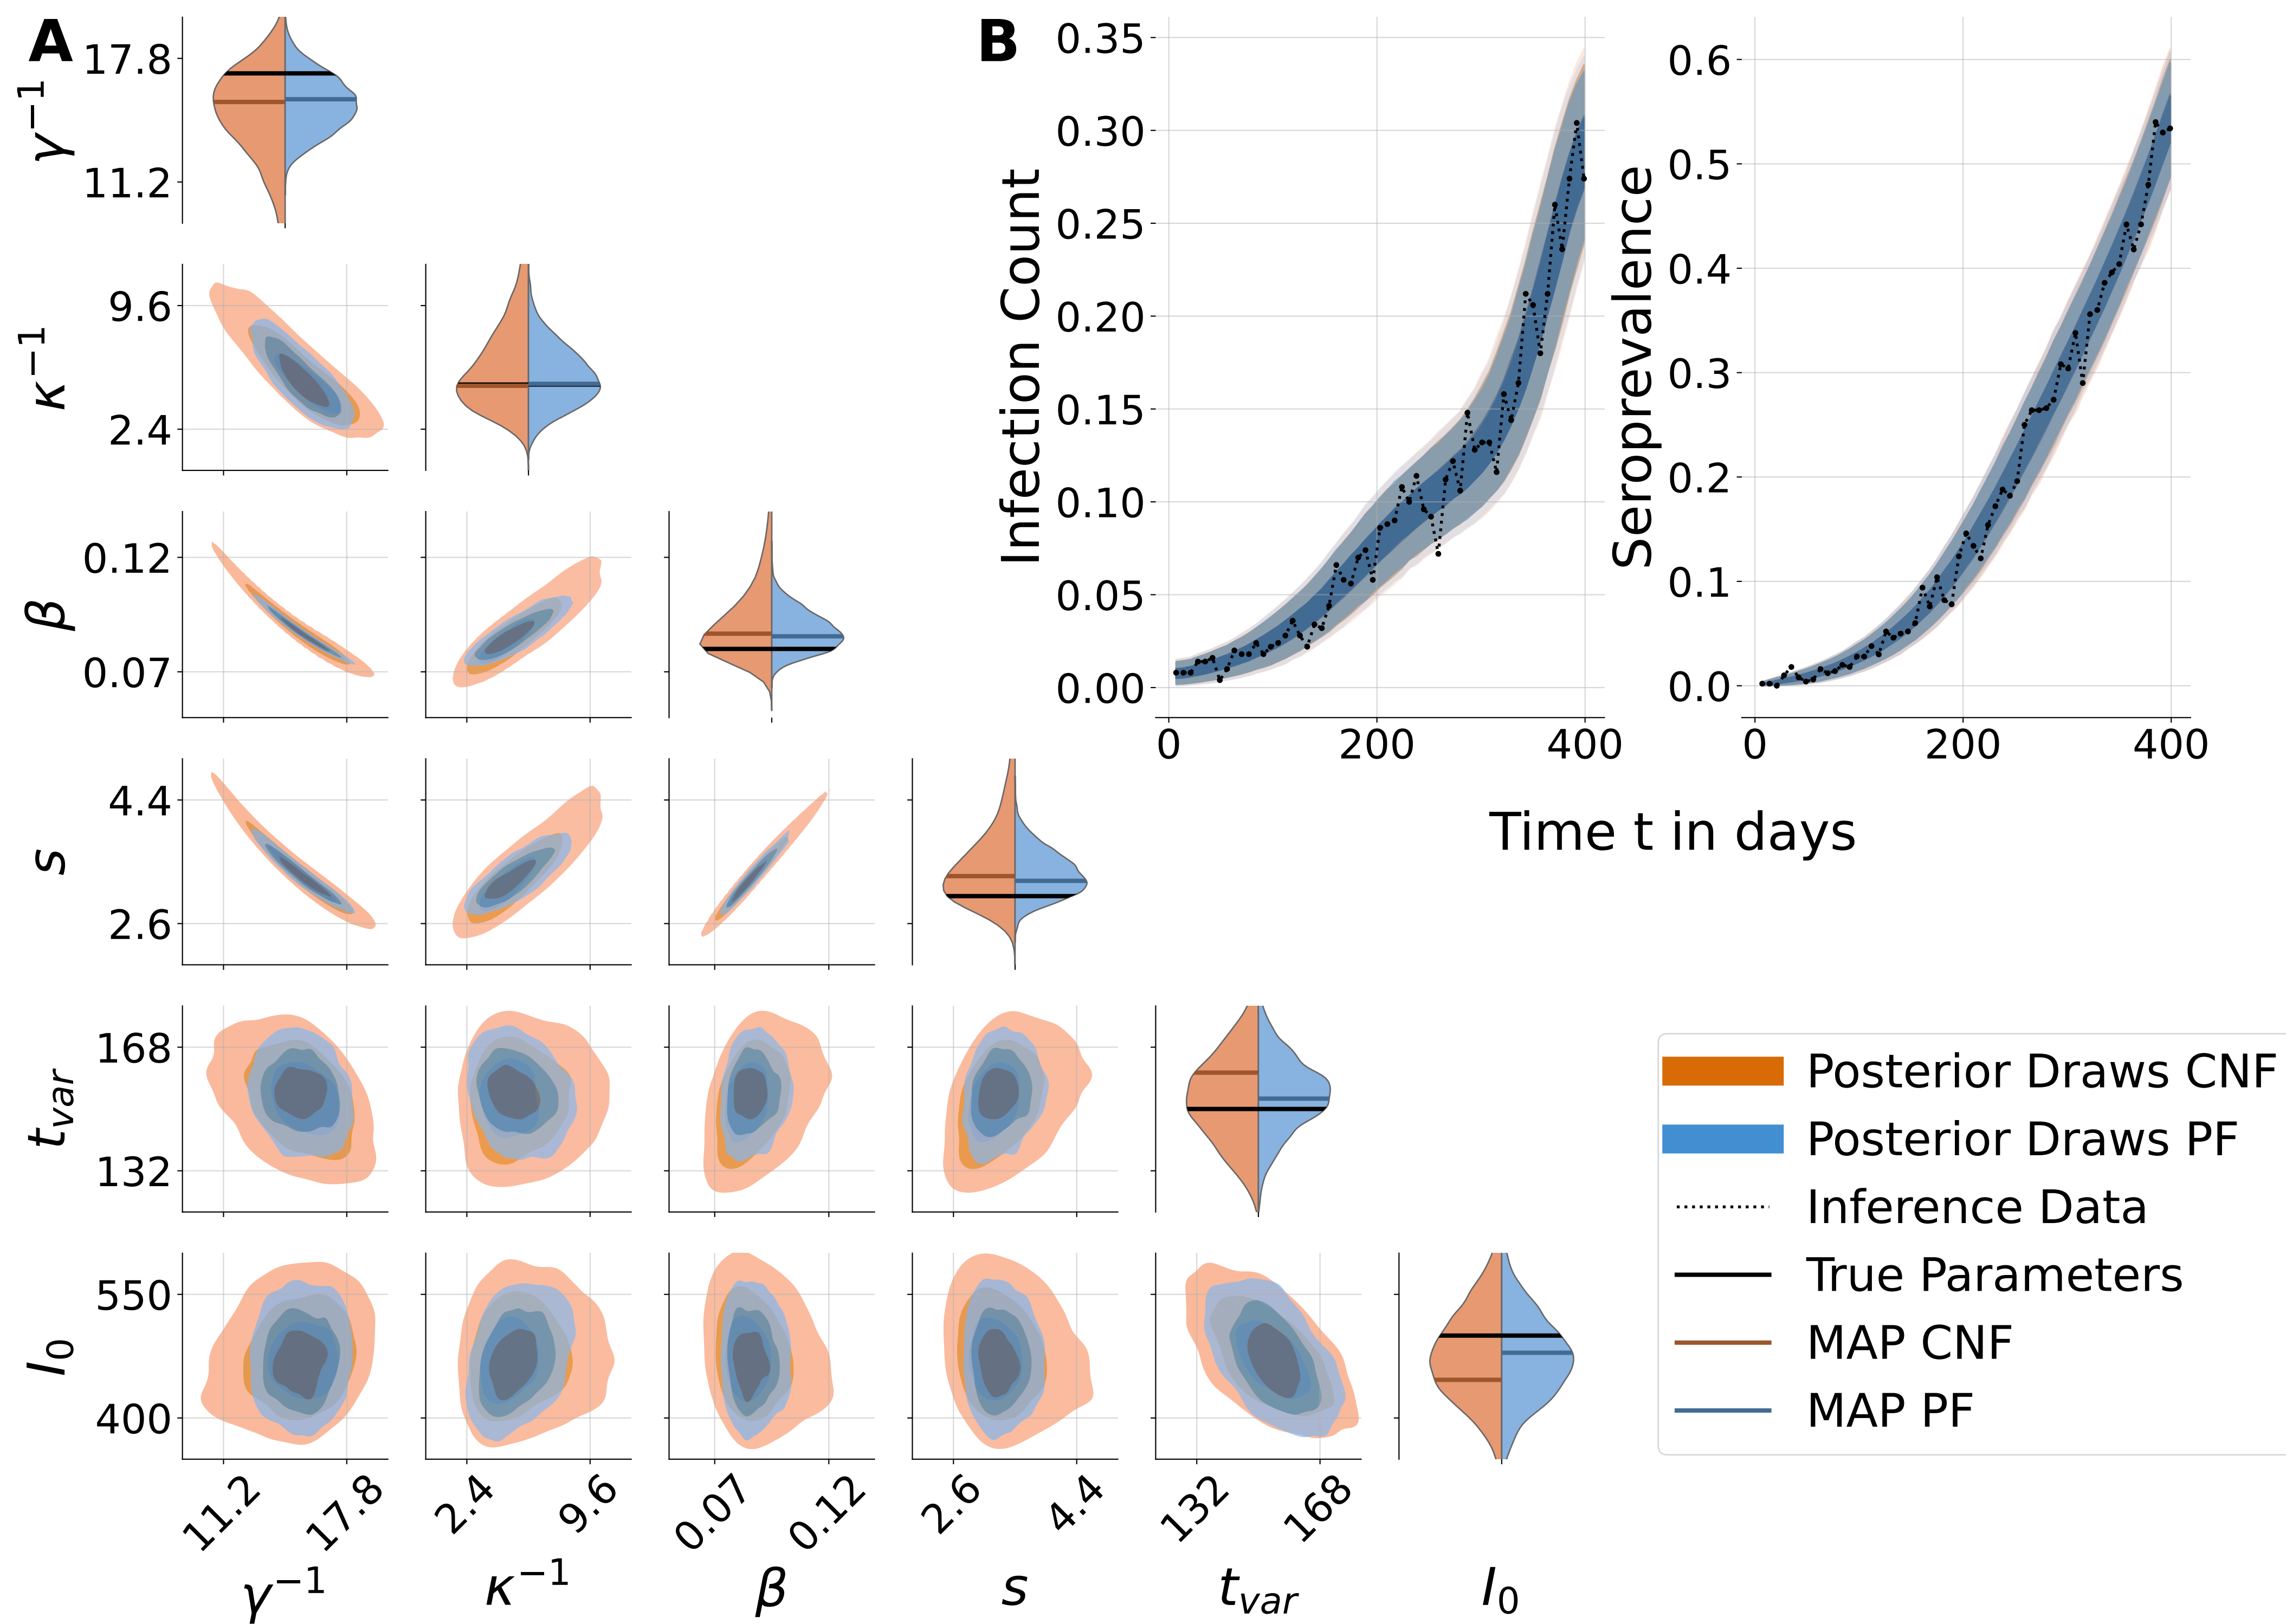 A
17.8
11.2
γ⁻¹
9.6
2.4
κ⁻¹
0.12
0.07
β
4.4
2.6
s
168
132
t_var
550
400
I₀
11.2 17.8 2.4 9.6 0.07 0.12 2.6 4.4 132 168
γ⁻¹ κ⁻¹ β s t_var I₀
B
Infection Count
0.35
0.30
0.25
0.20
0.15
0.10
0.05
0.00
0 200 400
Seroprevalence
0.6
0.5
0.4
0.3
0.2
0.1
0.0
0 200 400
Time t in days
Posterior Draws CNF
Posterior Draws PF
Inference Data
True Parameters
MAP CNF
MAP PF